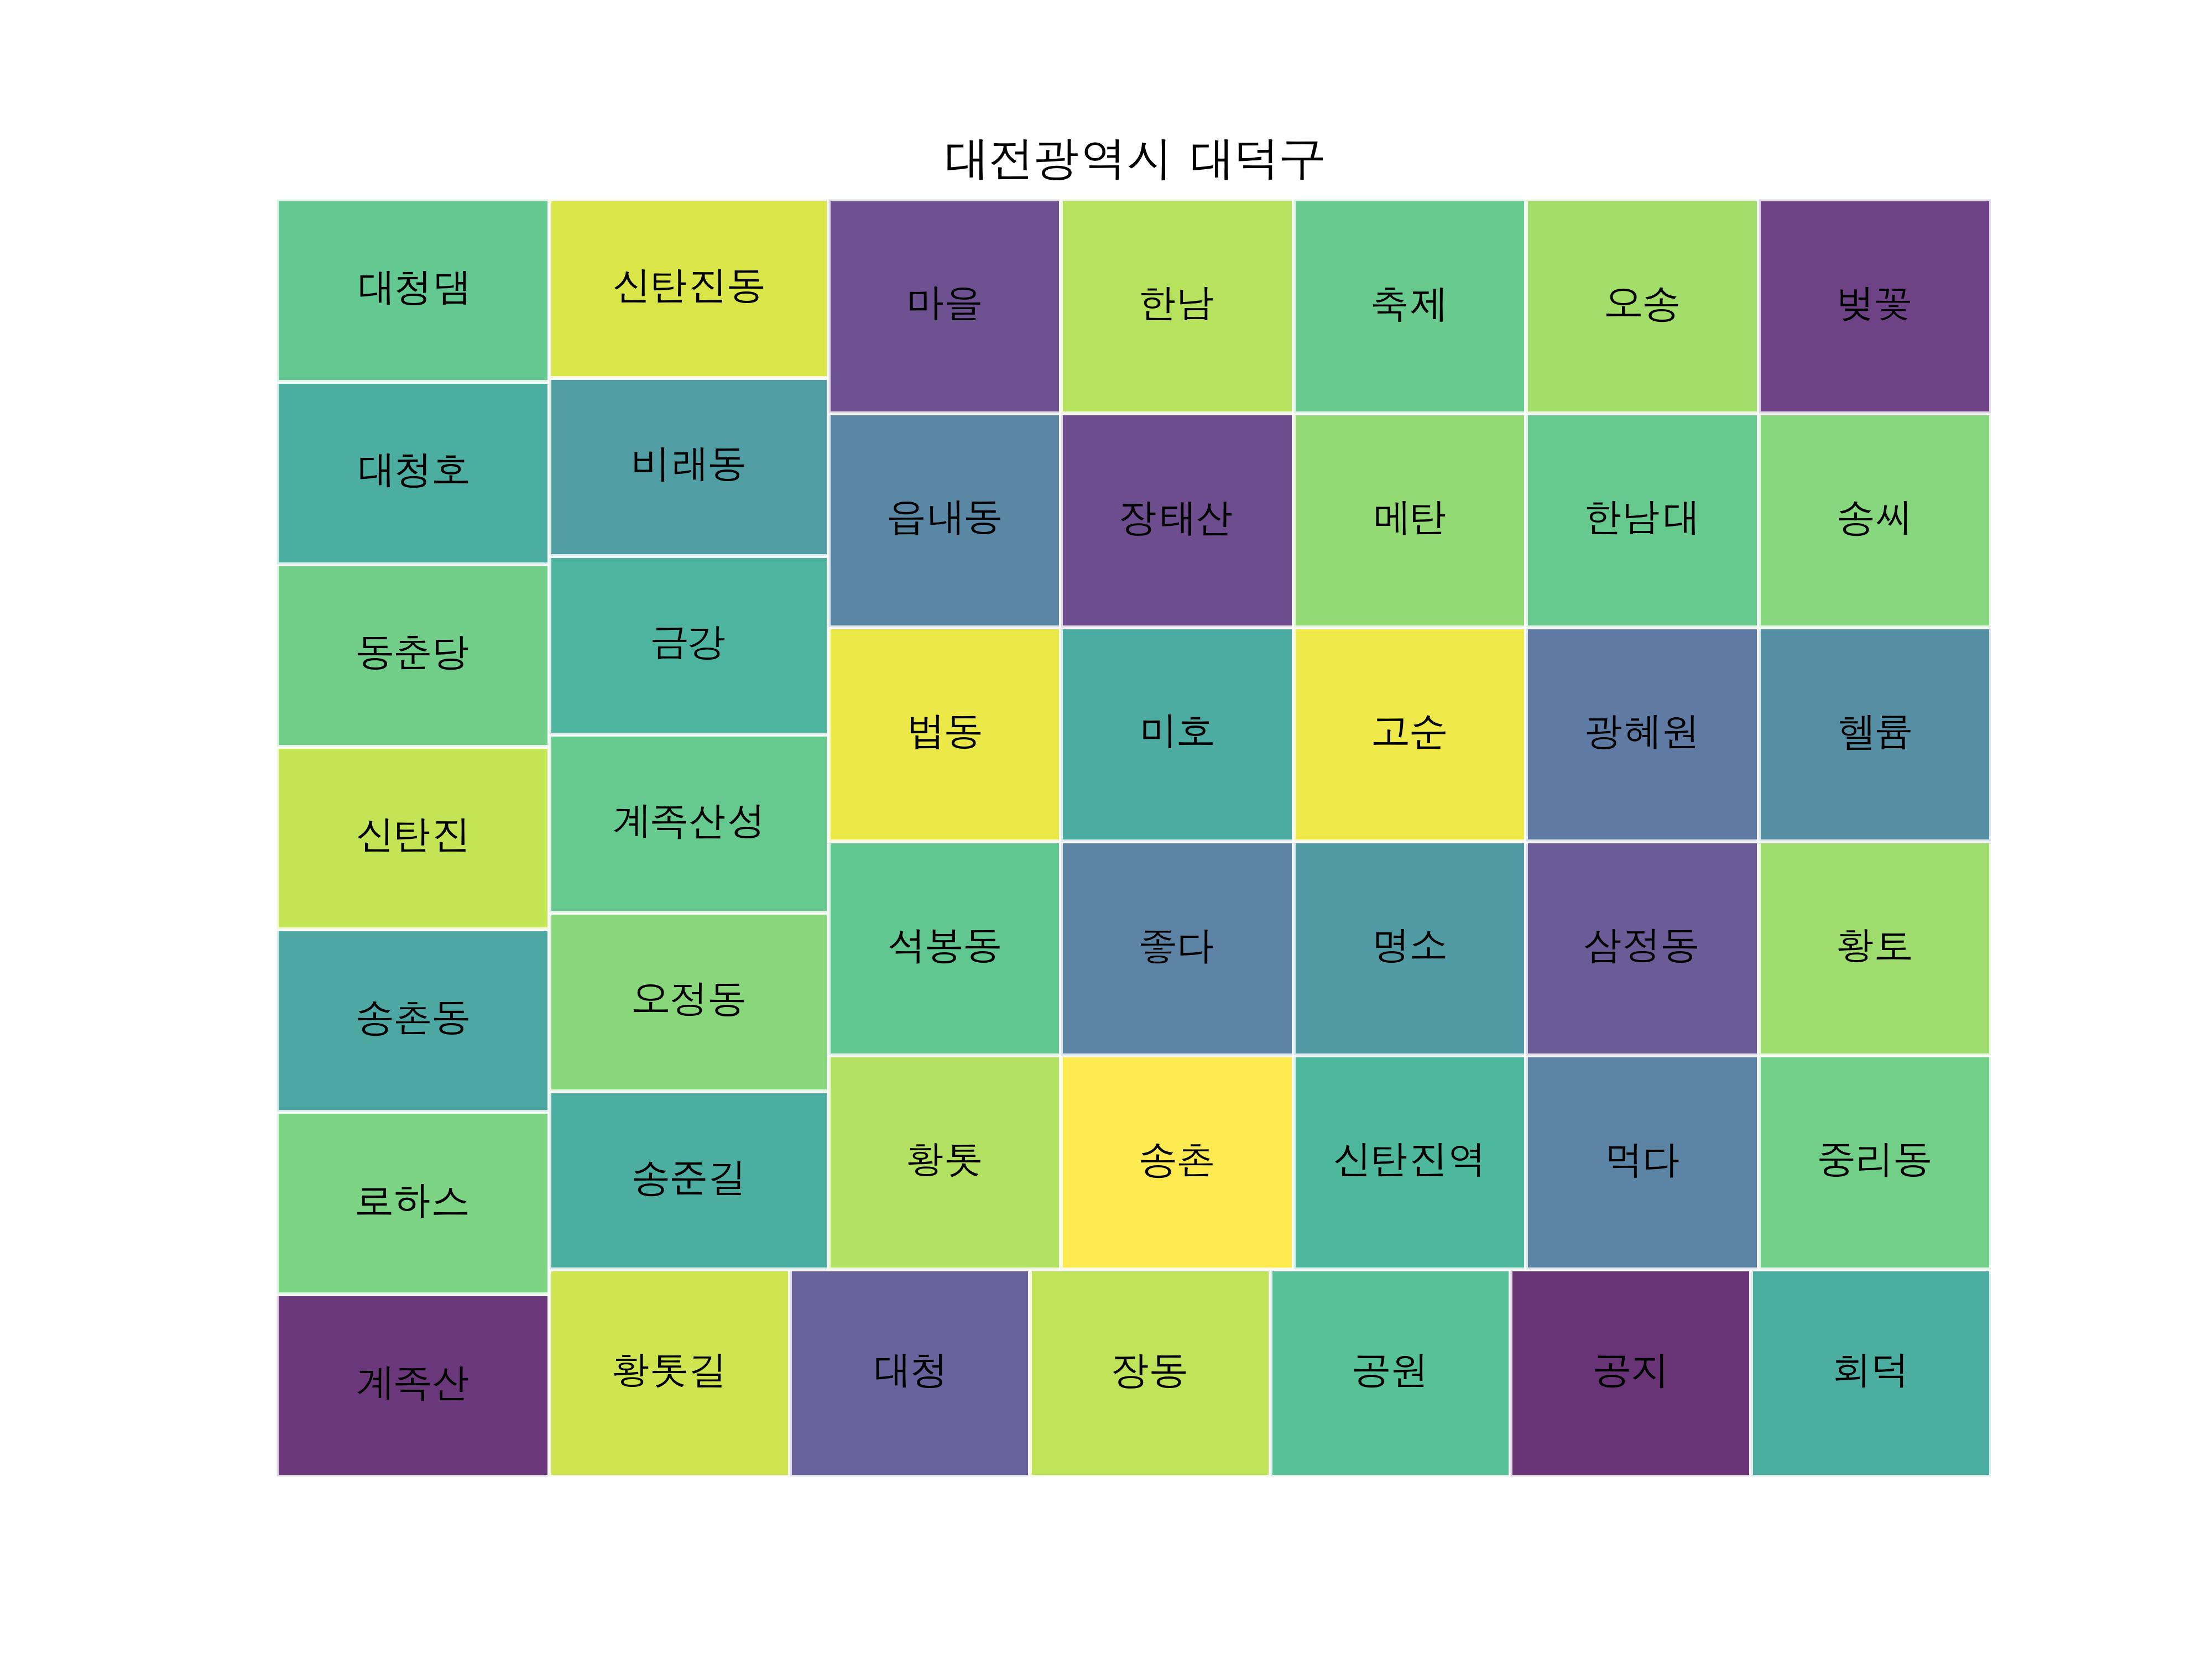 대전광역시 대덕구
대청댐
신탄진동
마을
한남
축제
오송
벚꽃
대청호
비래동
읍내동
장태산
메탄
한남대
송씨
동춘당
금강
법동
미호
고순
광혜원
헬륨
신탄진
계족산성
석봉동
좋다
명소
삼정동
황토
송촌동
오정동
황톳
송촌
신탄진역
먹다
중리동
로하스
송준길
계족산
황톳길
대청
장동
공원
공지
회덕